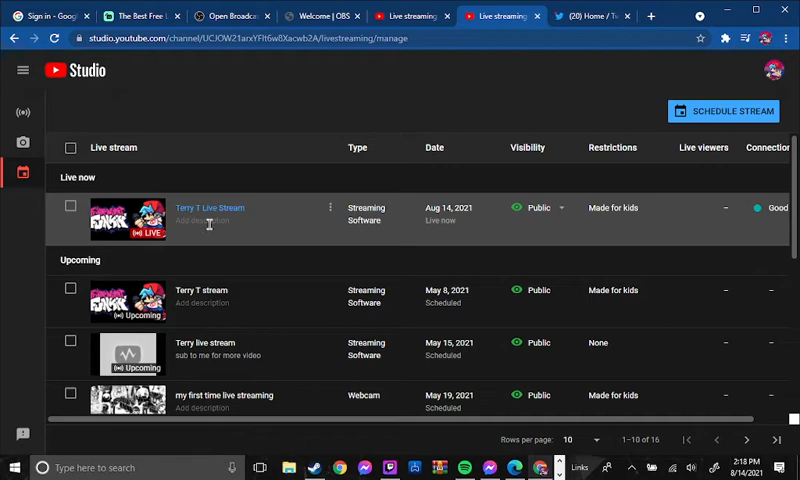 Sign in - Goog
The Best Free L
Open Broadca
Welcome | OBS
Live streaming
Live streaming
(20) Home / Tw
studio.youtube.com/channel/UCJOW21arxYFlt6w8Xacwb2A/livestreaming/manage
Studio
SCHEDULE STREAM
Live stream Type Date Visibility Restrictions Live viewers Connection
Live now
Terry T Live Stream Streaming Aug 14, 2021 Public Made for kids – Good
Add description Software Live now
LIVE
Upcoming
Terry T stream Streaming May 8, 2021 Public Made for kids – –
Add description Software Scheduled
Upcoming
Terry live stream Streaming May 15, 2021 Public None – –
sub to me for more video Software Scheduled
Upcoming
my first time live streaming Webcam May 19, 2021 Public Made for kids – –
Add description Scheduled
Rows per page: 10 1–10 of 16
Type here to search
Links
2:18 PM
8/14/2021